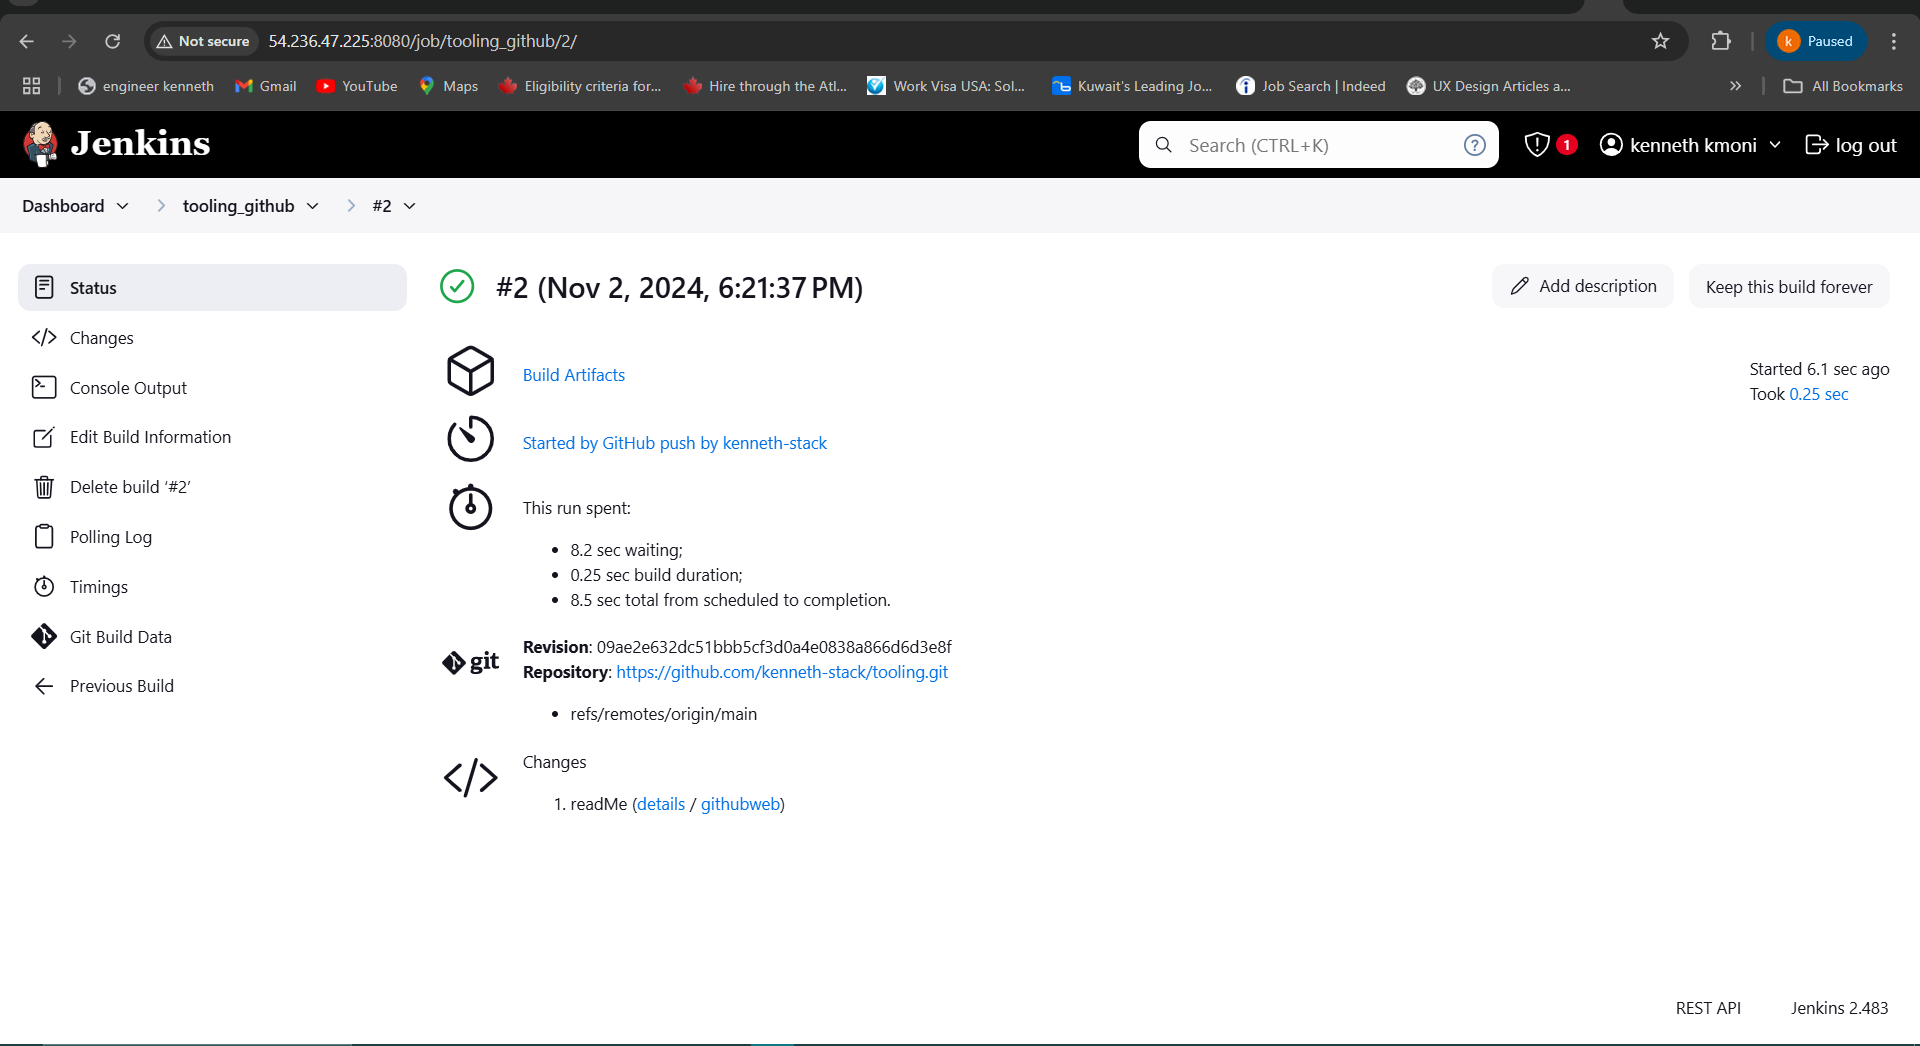 Not secure 54.236.47.225:8080/job/tooling_github/2/
k Paused
engineer kenneth Gmail YouTube Maps Eligibility criteria for... Hire through the Atl... Work Visa USA: Sol... Kuwait's Leading Jo... Job Search | Indeed UX Design Articles a... » All Bookmarks
Jenkins
Search (CTRL+K) ?
1
kenneth kmoni
log out
Dashboard
tooling_github
#2
Status
Changes
Console Output
Edit Build Information
Delete build ‘#2’
Polling Log
Timings
Git Build Data
Previous Build
#2 (Nov 2, 2024, 6:21:37 PM)
Add description
Keep this build forever
Build Artifacts
Started 6.1 sec ago
Took 0.25 sec
Started by GitHub push by kenneth-stack
This run spent:
• 8.2 sec waiting;
• 0.25 sec build duration;
• 8.5 sec total from scheduled to completion.
git
Revision: 09ae2e632dc51bbb5cf3d0a4e0838a866d6d3e8f
Repository: https://github.com/kenneth-stack/tooling.git
• refs/remotes/origin/main
Changes
1. readMe (details / githubweb)
REST API
Jenkins 2.483